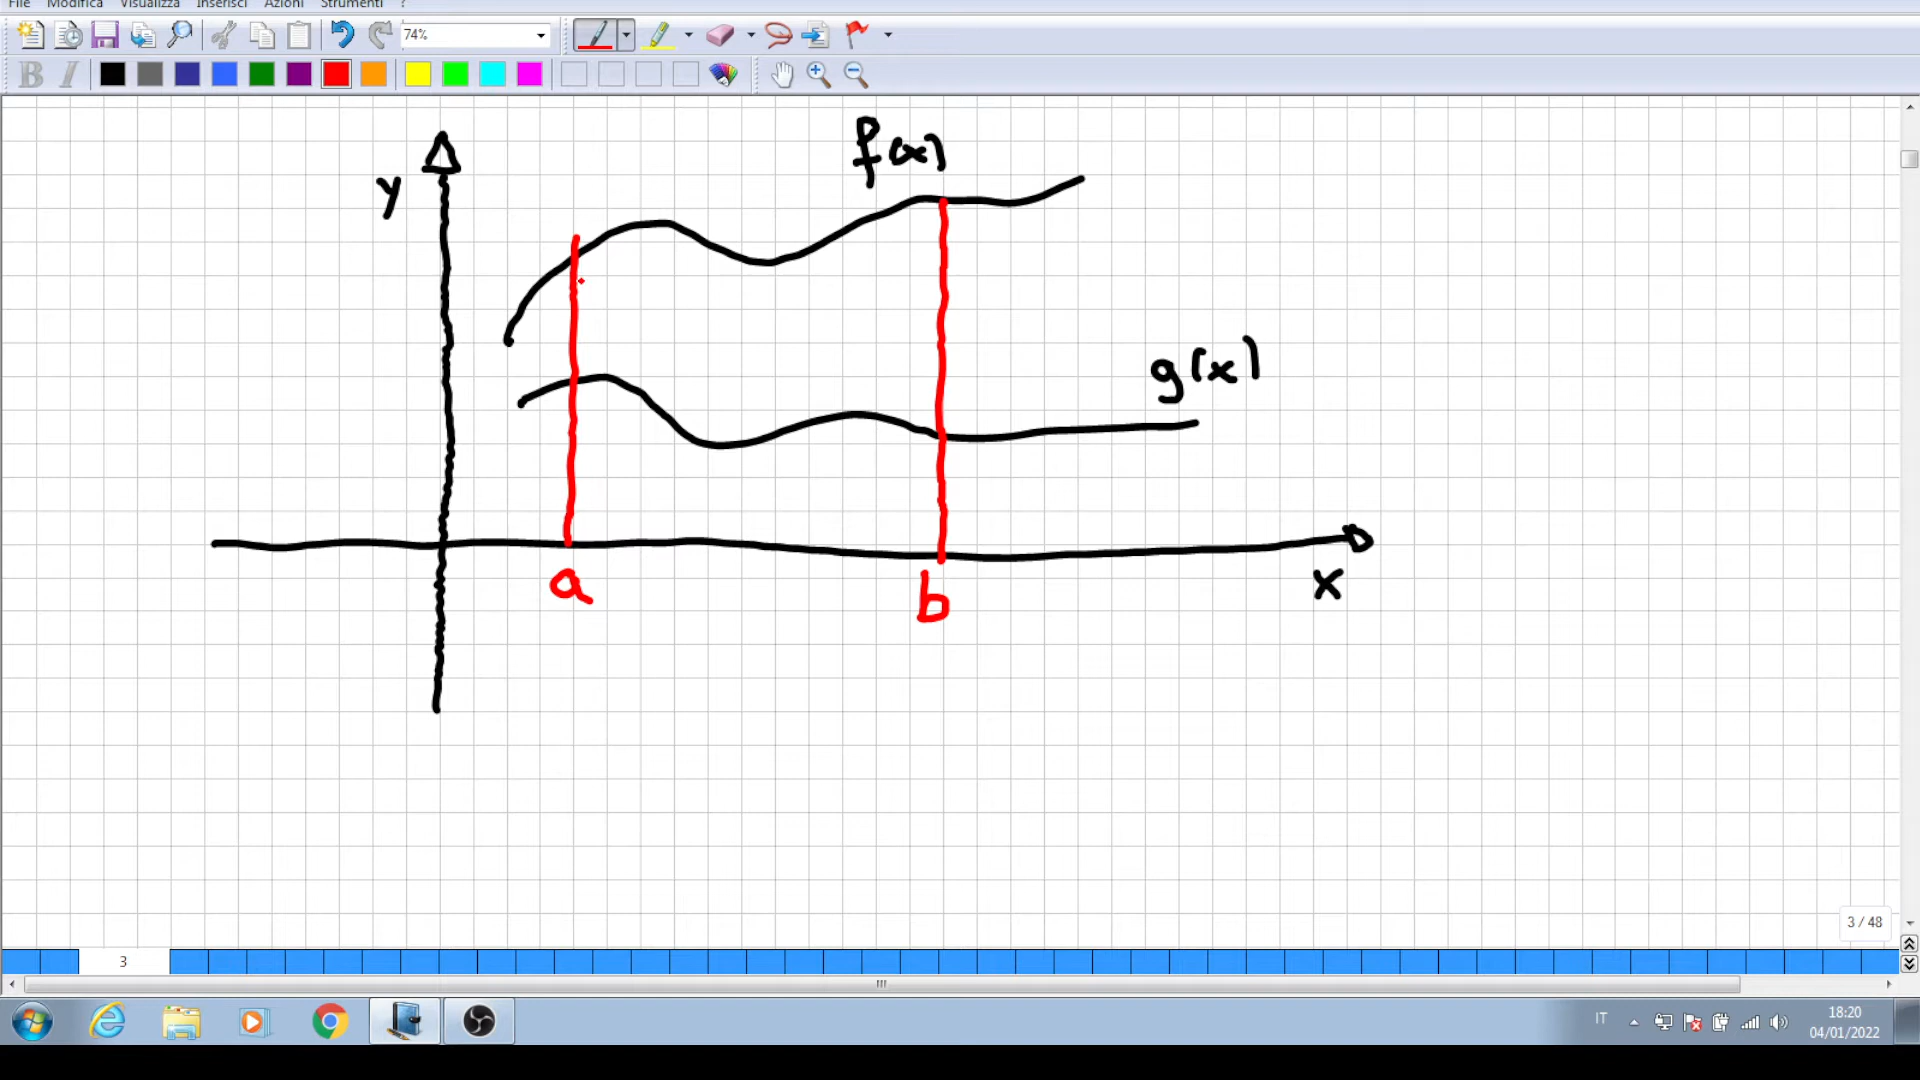 File Modifica Visualizza Inserisci Azioni Strumenti ?
74%
B I
f(x)
y
g(x)
a
b
x
3 / 48
3
IT
18:20
04/01/2022